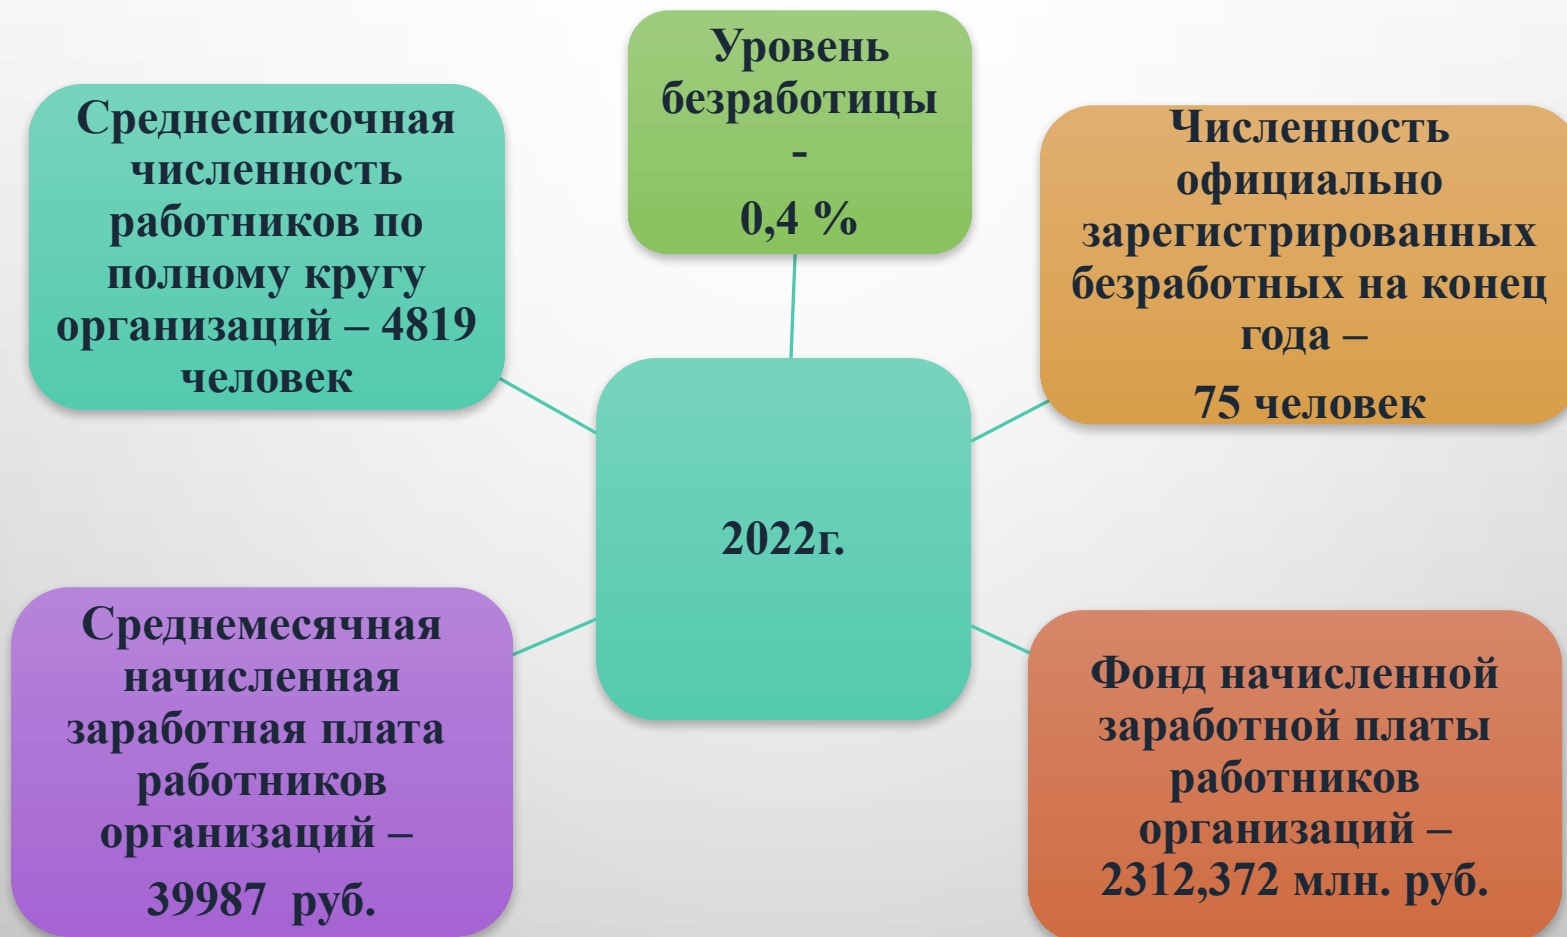 Уровень
безработицы
-
0,4 %
Среднесписочная
численность
работников по
полному кругу
организаций – 4819
человек
Численность
официально
зарегистрированных
безработных на конец
года –
75 человек
2022г.
Среднемесячная
начисленная
заработная плата
работников
организаций –
39987  руб.
Фонд начисленной
заработной платы
работников
организаций –
2312,372 млн. руб.